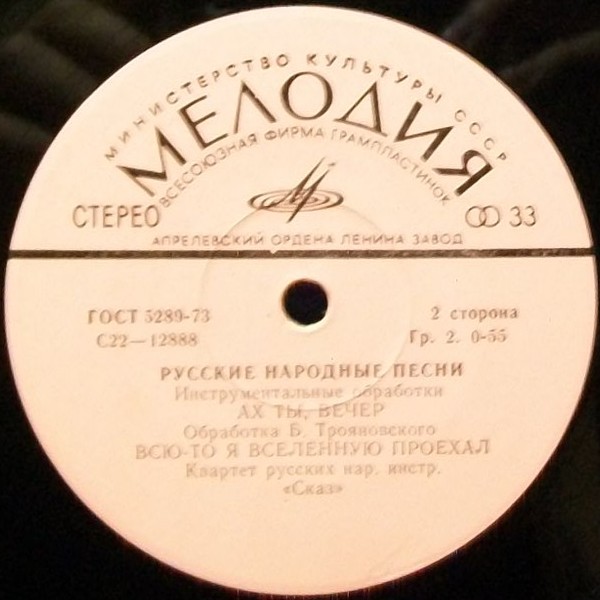 МИНИСТЕРСТВО КУЛЬТУРЫ СССР
МЕЛОДИЯ
ВСЕСОЮЗНАЯ ФИРМА ГРАМПЛАСТИНОК
СТЕРЕО
33
АПРЕЛЕВСКИЙ ОРДЕНА ЛЕНИНА ЗАВОД
ГОСТ 5289-73
2 сторона
С22—12888
Гр. 2. 0-55
РУССКИЕ НАРОДНЫЕ ПЕСНИ
Инструментальные обработки
АХ ТЫ, ВЕЧЕР
Обработка Б. Трояновского
ВСЮ-ТО Я ВСЕЛЕННУЮ ПРОЕХАЛ
Квартет русских нар. инстр.
«Сказ»